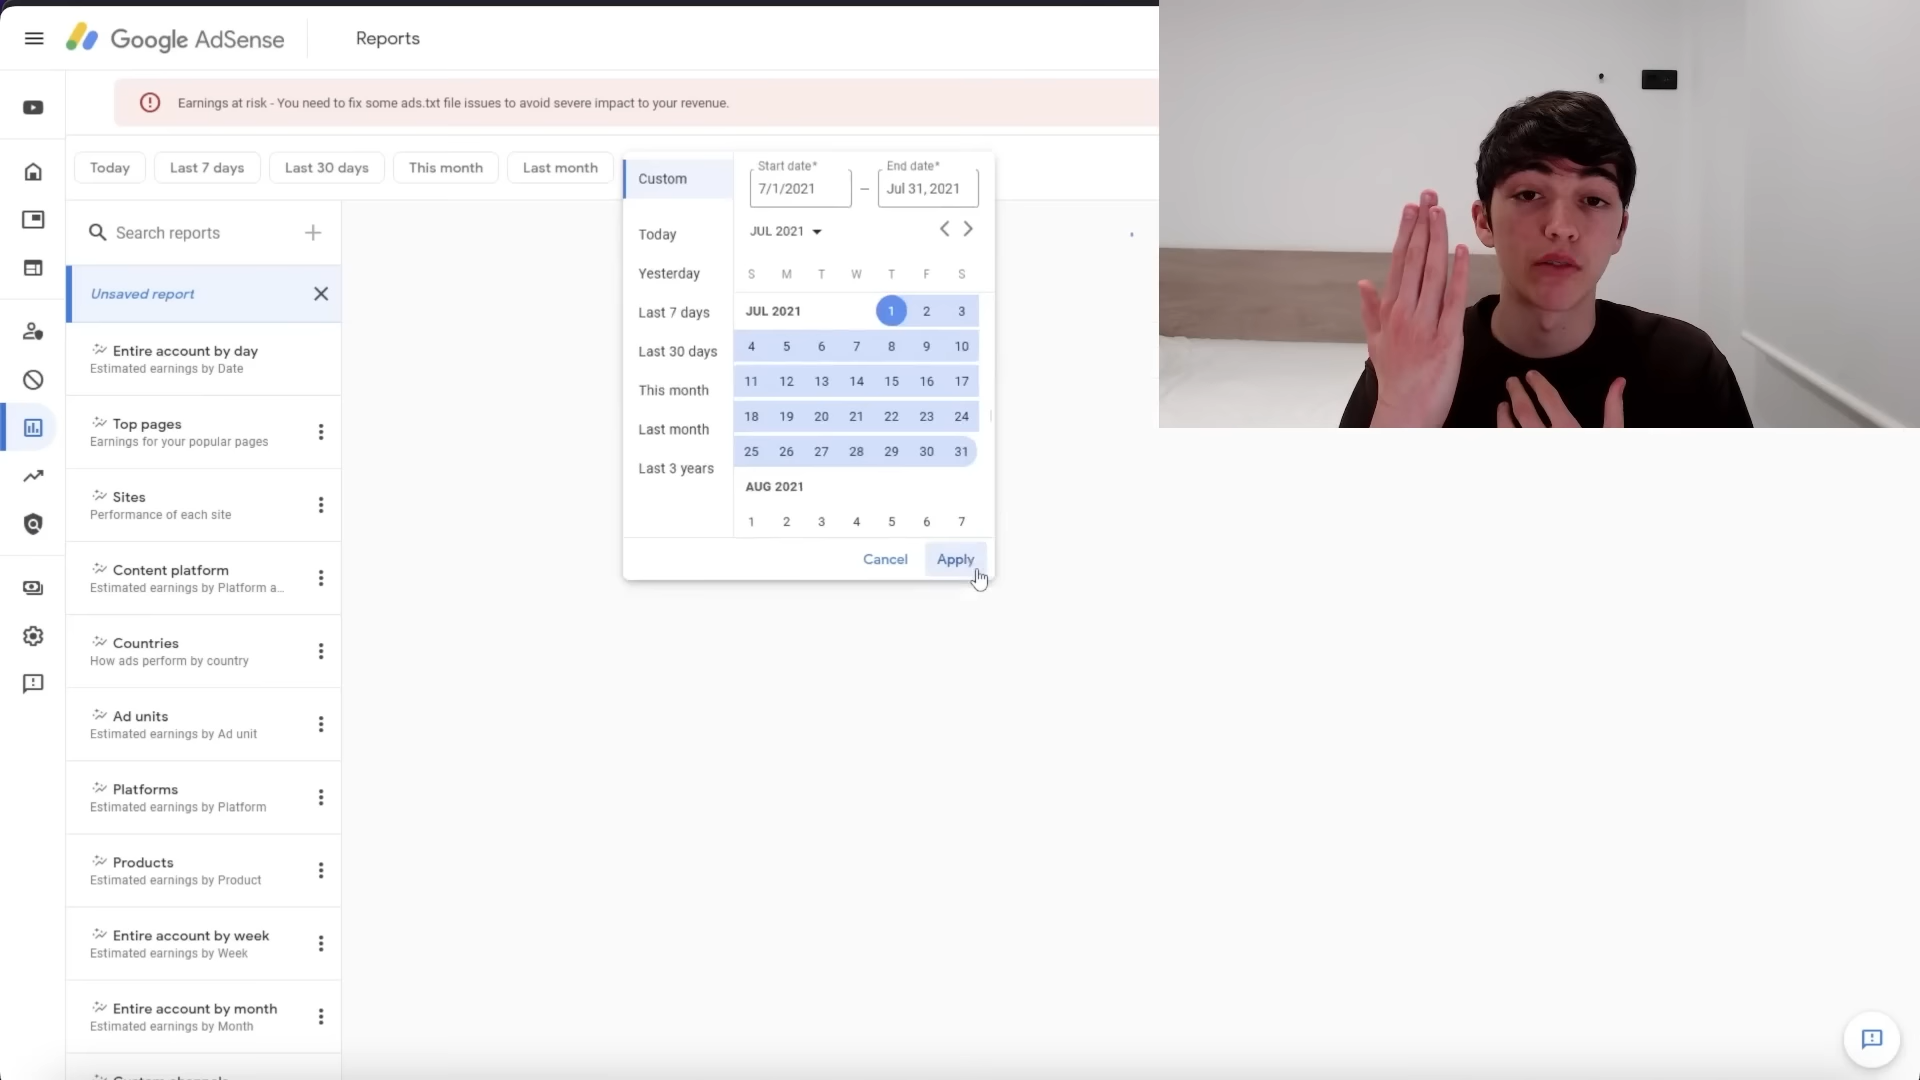 Google AdSense
Reports
Earnings at risk - You need to fix some ads.txt file issues to avoid severe impact to your revenue.
Today
Last 7 days
Last 30 days
This month
Last month
Search reports
Unsaved report
Entire account by day
Estimated earnings by Date
Top pages
Earnings for your popular pages
Sites
Performance of each site
Content platform
Estimated earnings by Platform a...
Countries
How ads perform by country
Ad units
Estimated earnings by Ad unit
Platforms
Estimated earnings by Platform
Products
Estimated earnings by Product
Entire account by week
Estimated earnings by Week
Entire account by month
Estimated earnings by Month
Custom
Today
Yesterday
Last 7 days
Last 30 days
This month
Last month
Last 3 years
Start date*
7/1/2021
–
End date*
Jul 31, 2021
JUL 2021
S M T W T F S
JUL 2021 1 2 3
4 5 6 7 8 9 10
11 12 13 14 15 16 17
18 19 20 21 22 23 24
25 26 27 28 29 30 31
AUG 2021
1 2 3 4 5 6 7
Cancel
Apply